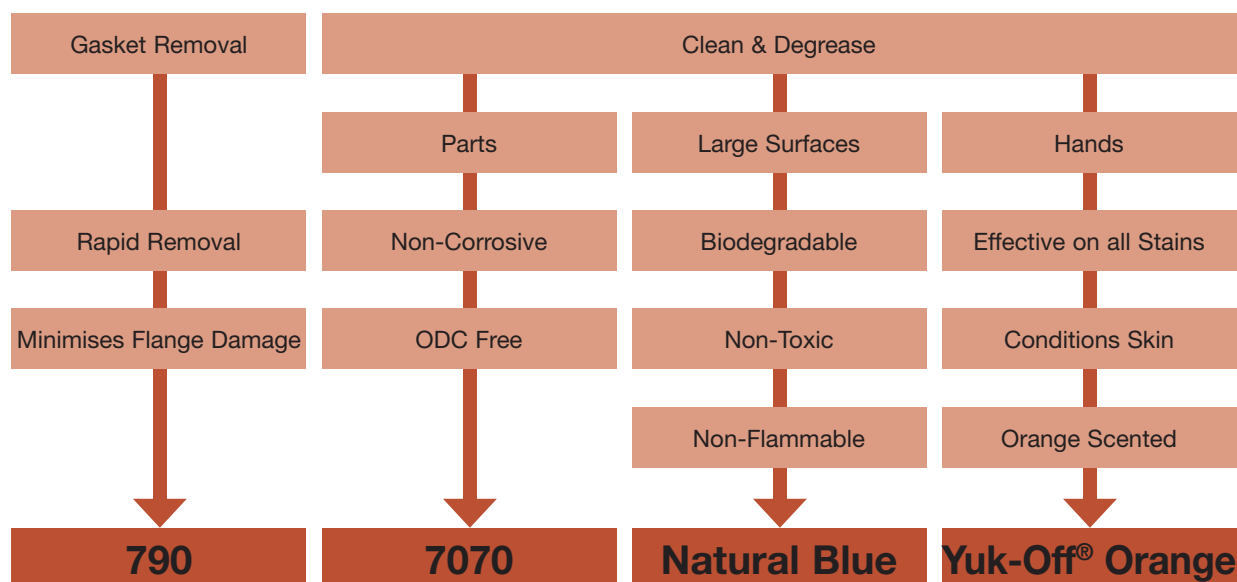 Gasket Removal
Clean & Degrease
Parts
Large Surfaces
Hands
Rapid Removal
Non-Corrosive
Biodegradable
Effective on all Stains
Minimises Flange Damage
ODC Free
Non-Toxic
Conditions Skin
Non-Flammable
Orange Scented
790
7070
Natural Blue
Yuk-Off® Orange